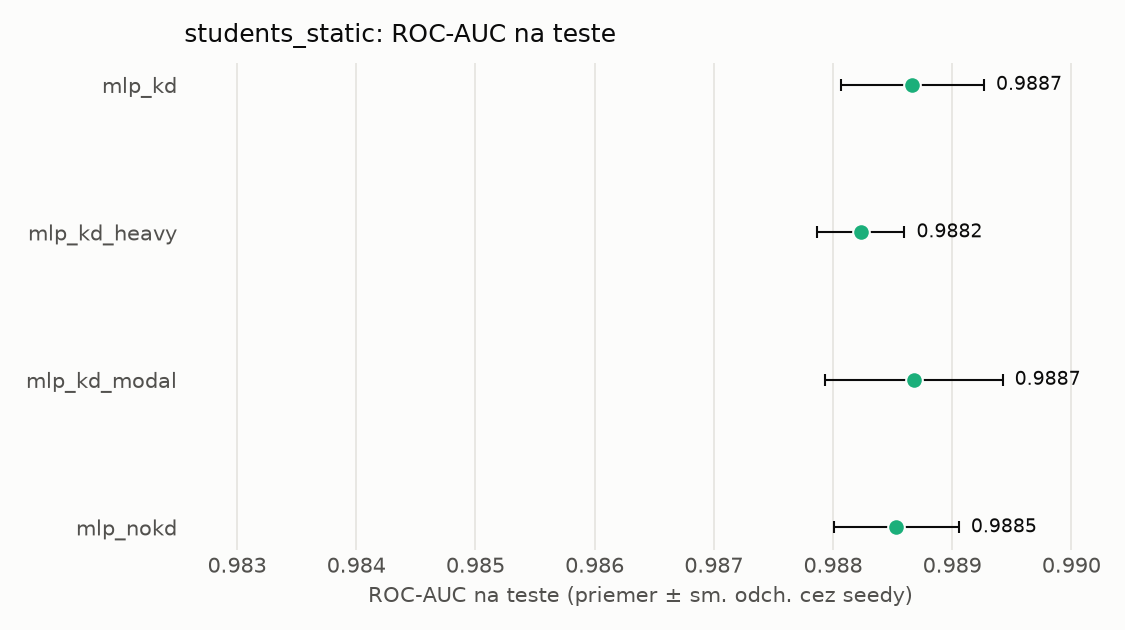 students_static: ROC-AUC na teste
mlp_kd
0.9887
mlp_kd_heavy
0.9882
mlp_kd_modal
0.9887
mlp_nokd
0.9885
0.983 0.984 0.985 0.986 0.987 0.988 0.989 0.990
ROC-AUC na teste (priemer ± sm. odch. cez seedy)